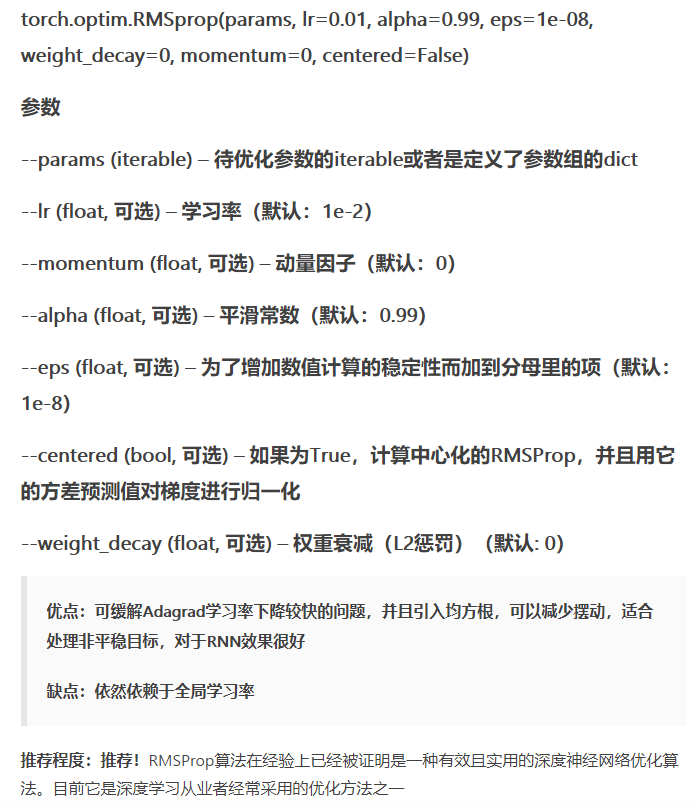 torch.optim.RMSprop(params, lr=0.01, alpha=0.99, eps=1e-08,
weight_decay=0, momentum=0, centered=False)
参数
--params (iterable) – 待优化参数的iterable或者是定义了参数组的dict
--lr (float, 可选) – 学习率（默认：1e-2）
--momentum (float, 可选) – 动量因子（默认：0）
--alpha (float, 可选) – 平滑常数（默认：0.99）
--eps (float, 可选) – 为了增加数值计算的稳定性而加到分母里的项（默认：
1e-8）
--centered (bool, 可选) – 如果为True，计算中心化的RMSProp，并且用它
的方差预测值对梯度进行归一化
--weight_decay (float, 可选) – 权重衰减（L2惩罚）（默认: 0）
优点：可缓解Adagrad学习率下降较快的问题，并且引入均方根，可以减少摆动，适合
处理非平稳目标，对于RNN效果很好
缺点：依然依赖于全局学习率
推荐程度：推荐！RMSProp算法在经验上已经被证明是一种有效且实用的深度神经网络优化算
法。目前它是深度学习从业者经常采用的优化方法之一